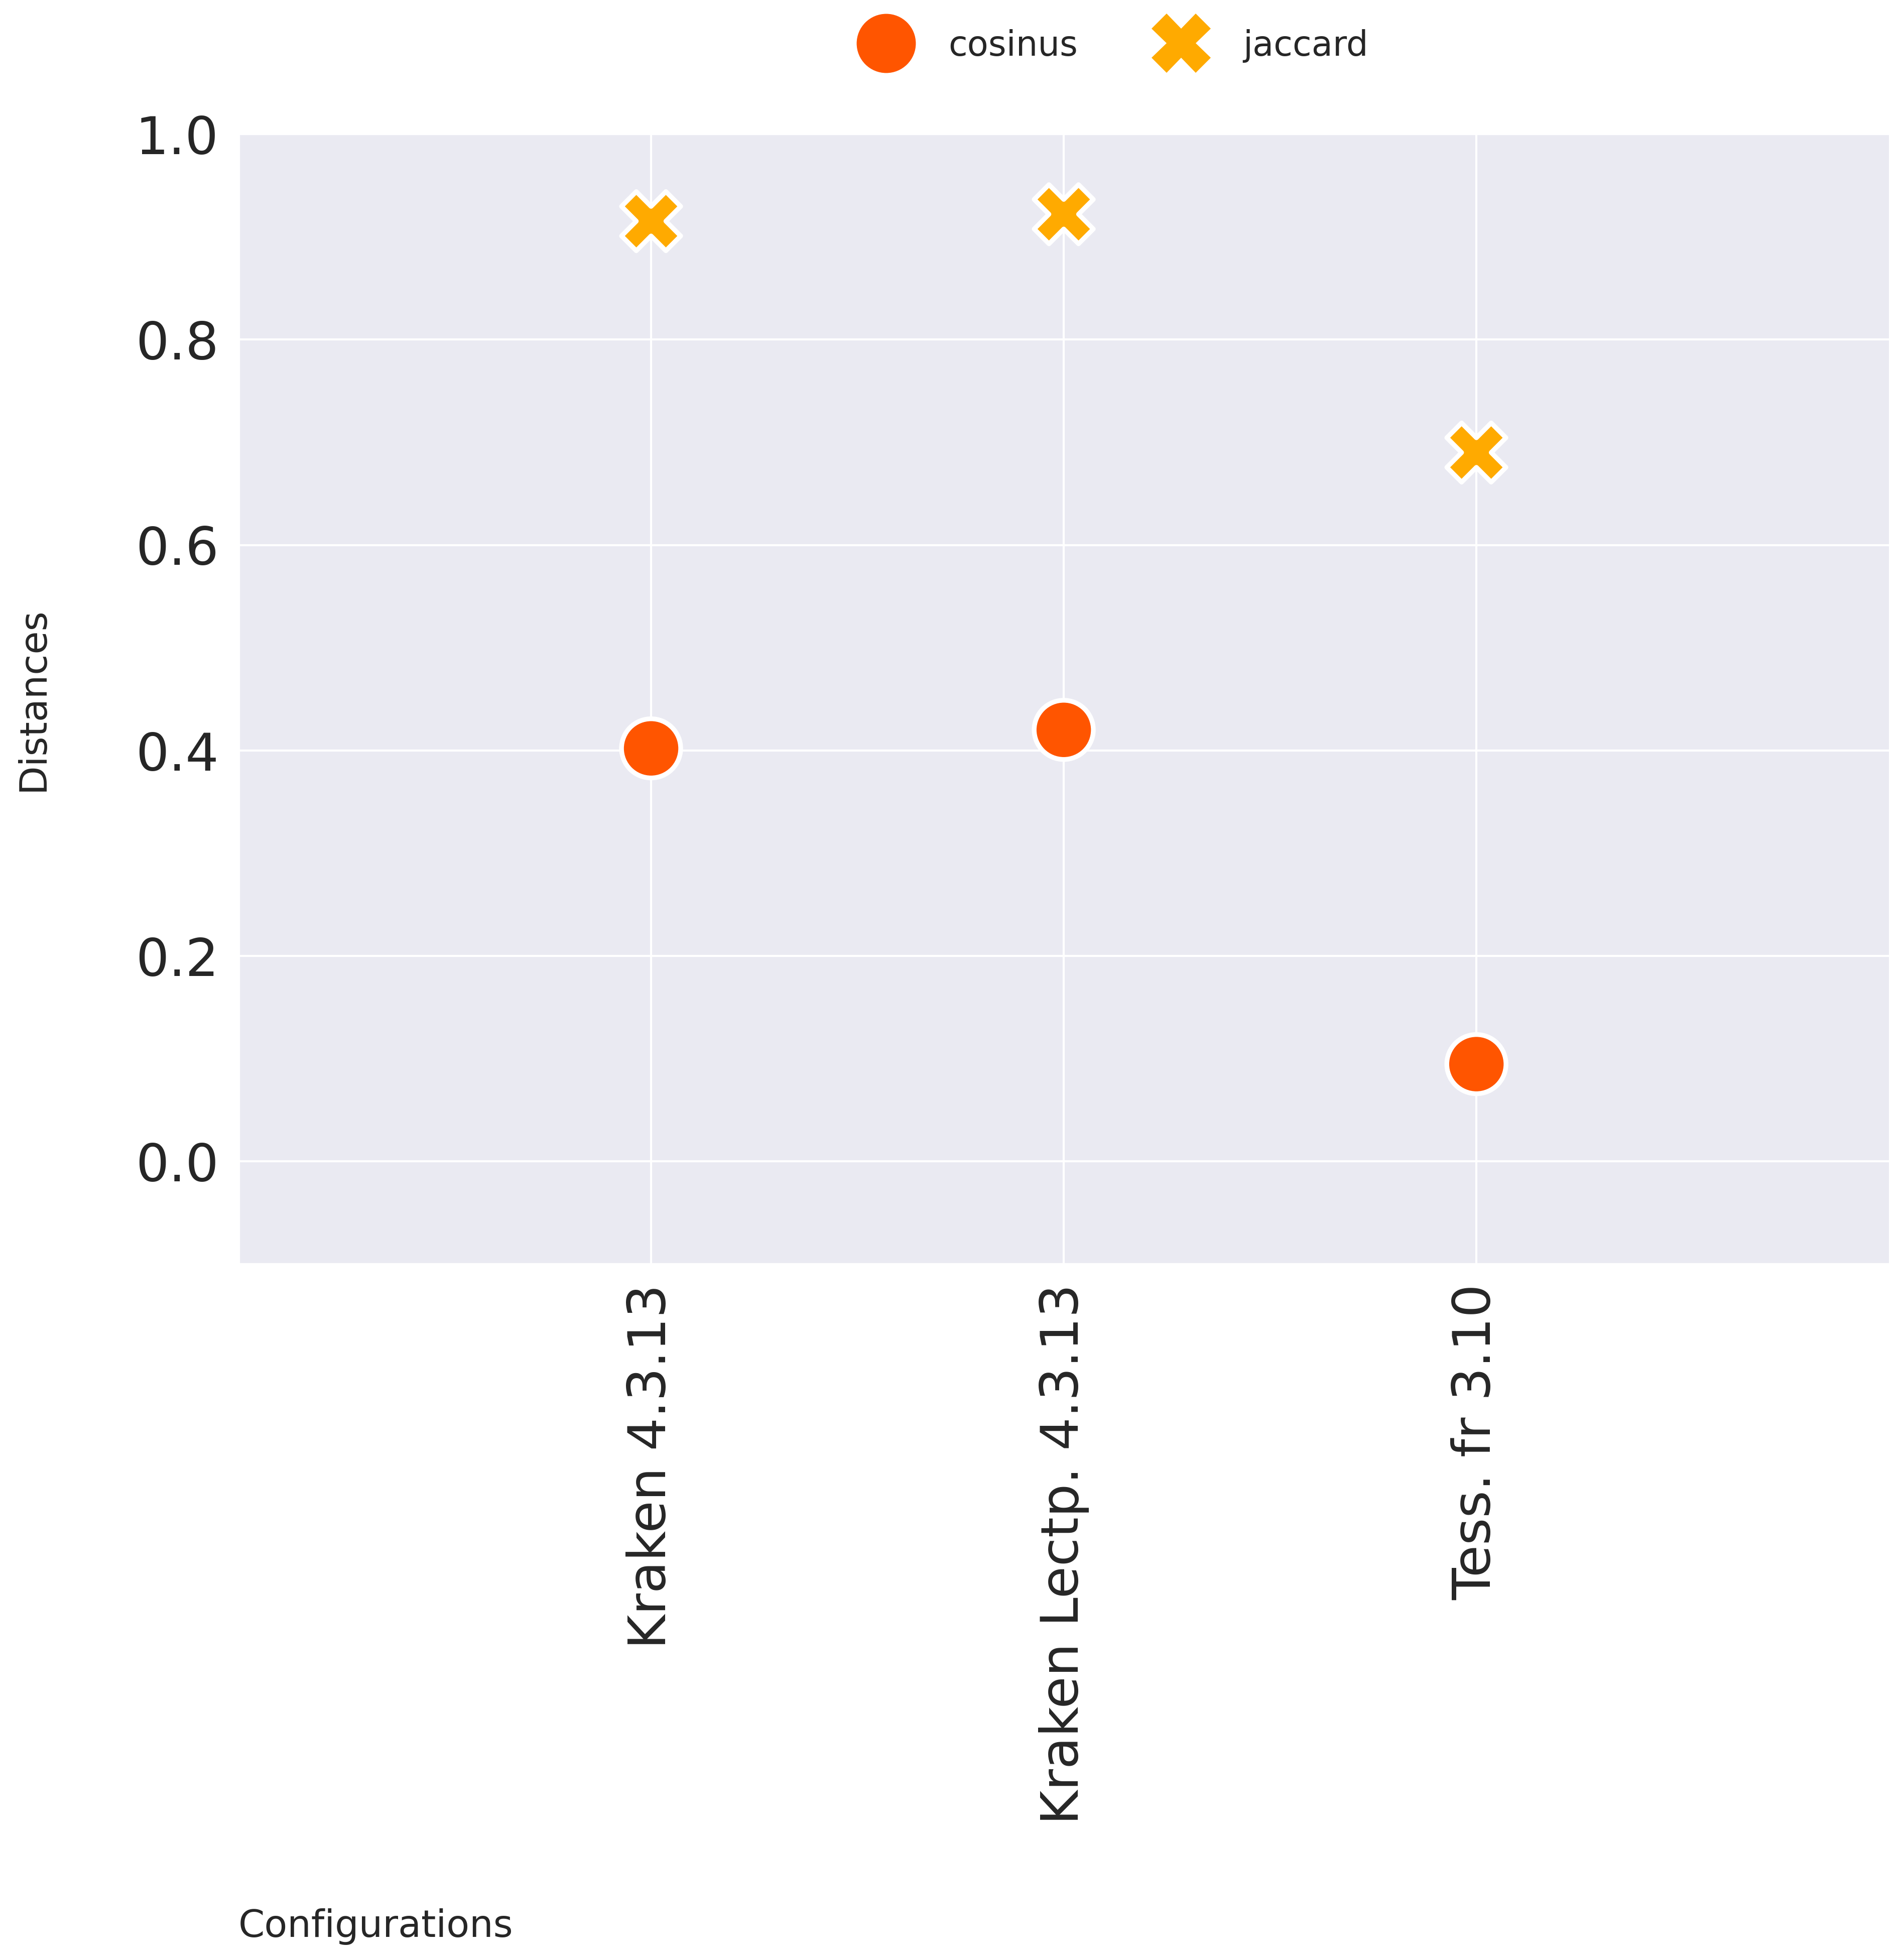 cosinus jaccard
1.0
0.8
0.6
0.4
0.2
0.0
Distances
Kraken 4.3.13
Kraken Lectp. 4.3.13
Tess. fr 3.10
Configurations